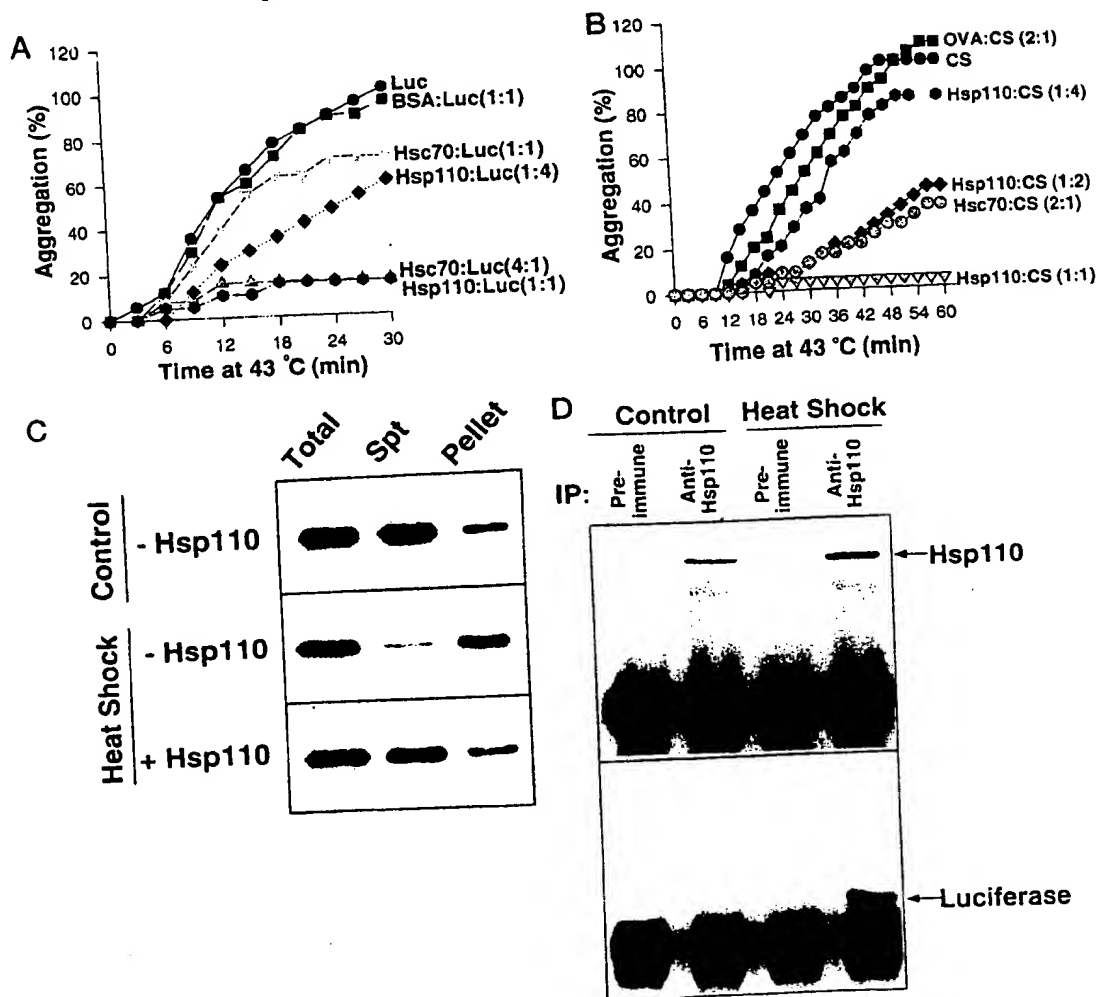 A
Aggregation (%)
120
100
80
60
40
20
0
0 6 12 18 24 30
Time at 43 °C (min)
Luc
BSA:Luc(1:1)
Hsc70:Luc(1:1)
Hsp110:Luc(1:4)
Hsc70:Luc(4:1)
Hsp110:Luc(1:1)
B
Aggregation (%)
120
100
80
60
40
20
0
0 6 12 18 24 30 36 42 48 54 60
Time at 43 °C (min)
OVA:CS (2:1)
CS
Hsp110:CS (1:4)
Hsp110:CS (1:2)
Hsc70:CS (2:1)
Hsp110:CS (1:1)
C
Total Spt Pellet
Control
- Hsp110
Heat Shock
- Hsp110
+ Hsp110
D
Control Heat Shock
IP:
Pre-
immune
Anti-
Hsp110
Pre-
immune
Anti-
Hsp110
Hsp110
Luciferase